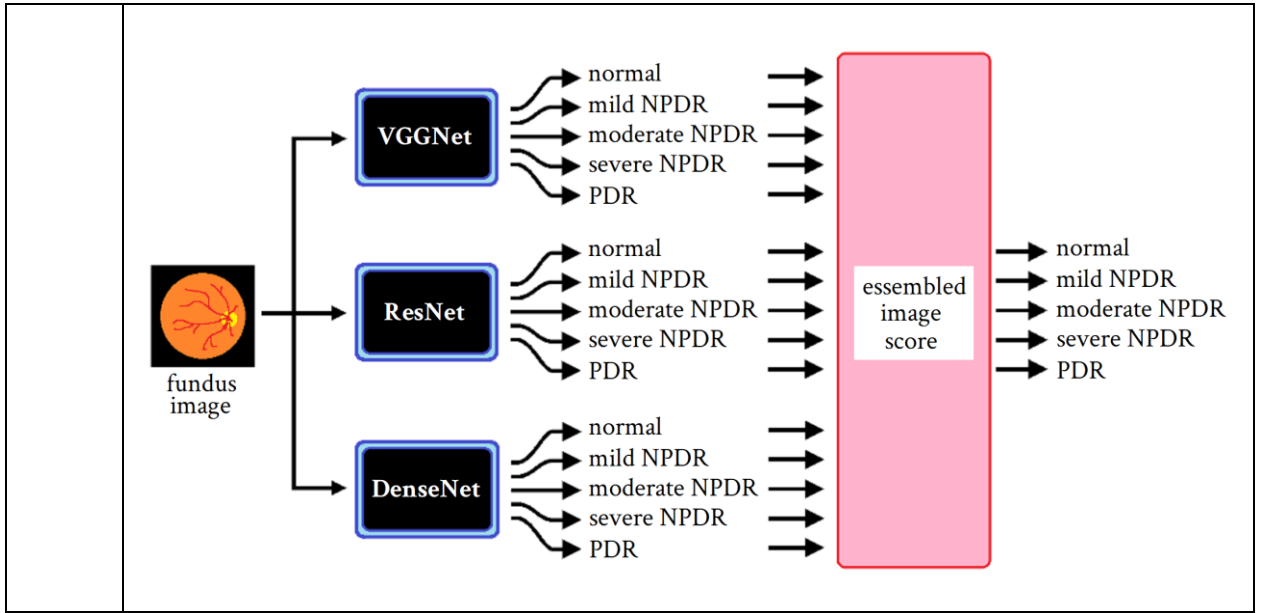 VGGNet
normal
mild NPDR
moderate NPDR
severe NPDR
PDR
fundus
image
ResNet
normal
mild NPDR
moderate NPDR
severe NPDR
PDR
DenseNet
normal
mild NPDR
moderate NPDR
severe NPDR
PDR
essembled
image
score
normal
mild NPDR
moderate NPDR
severe NPDR
PDR